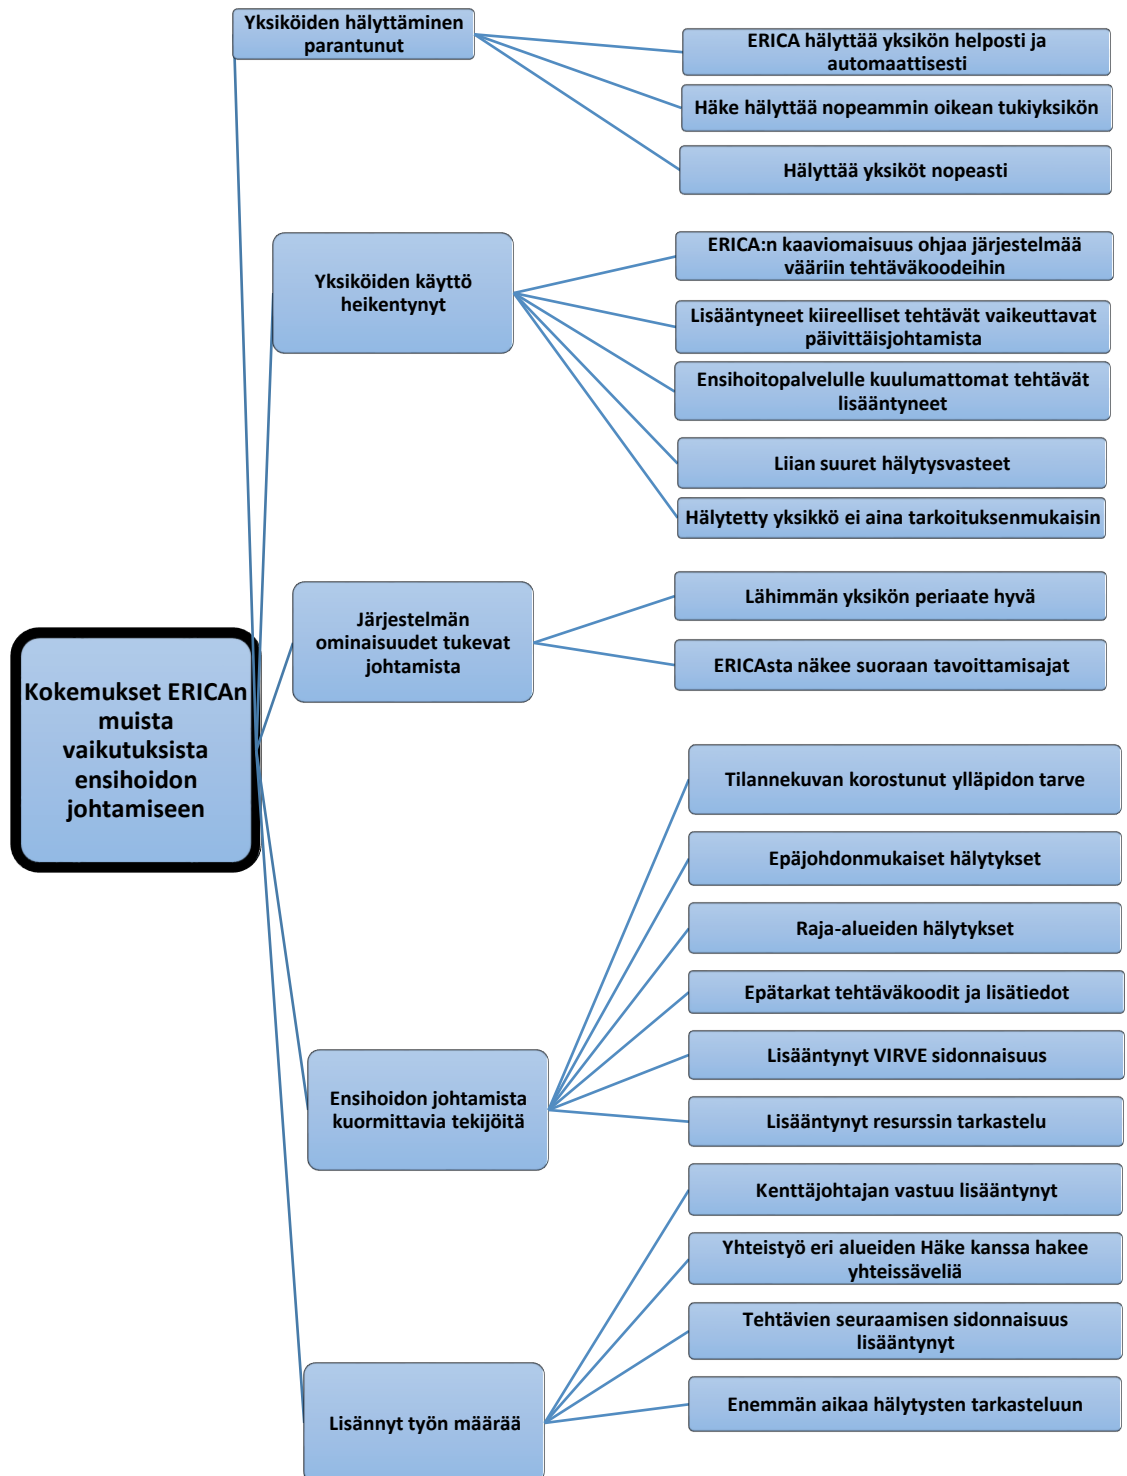 Yksiköiden hälyttäminen
parantunut
ERICA hälyttää yksikön helposti ja
automaattisesti
Häke hälyttää nopeammin oikean tukiyksikön
Hälyttää yksiköt nopeasti
Yksiköiden käyttö
heikentynyt
ERICA:n kaaviomaisuus ohjaa järjestelmää
vääriin tehtäväkoodeihin
Lisääntyneet kiireelliset tehtävät vaikeuttavat
päivittäisjohtamista
Ensihoitopalvelulle kuulumattomat tehtävät
lisääntyneet
Liian suuret hälytysvasteet
Hälytetty yksikkö ei aina tarkoituksenmukaisin
Järjestelmän
ominaisuudet tukevat
johtamista
Lähimmän yksikön periaate hyvä
ERICAsta näkee suoraan tavoittamisajat
Kokemukset ERICAn
muista
vaikutuksista
ensihoidon
johtamiseen
Ensihoidon johtamista
kuormittavia tekijöitä
Tilannekuvan korostunut ylläpidon tarve
Epäjohdonmukaiset hälytykset
Raja-alueiden hälytykset
Epätarkat tehtäväkoodit ja lisätiedot
Lisääntynyt VIRVE sidonnaisuus
Lisääntynyt resurssin tarkastelu
Lisännyt työn määrää
Kenttäjohtajan vastuu lisääntynyt
Yhteistyö eri alueiden Häke kanssa hakee
yhteissäveliä
Tehtävien seuraamisen sidonnaisuus
lisääntynyt
Enemmän aikaa hälytysten tarkasteluun